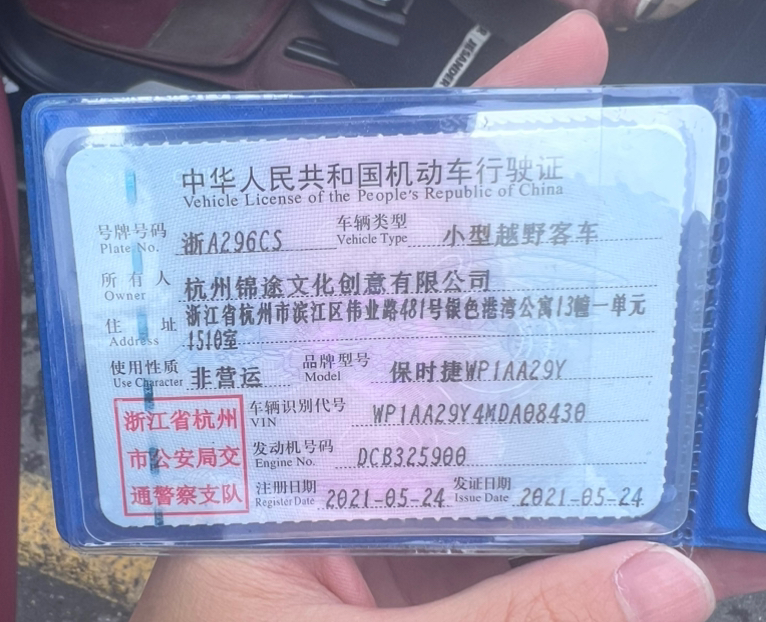 JESANDER
中华人民共和国机动车行驶证
Vehicle License of the People's Republic of China
号牌号码 浙A296CS 车辆类型 小型越野客车
Plate No. Vehicle Type
所有人 杭州锦途文化创意有限公司
Owner
住址 浙江省杭州市滨江区伟业路481号银色港湾公寓13幢一单元
Address 1510室
使用性质 非营运 品牌型号 保时捷WP1AA29Y
Use Character Model
浙江省杭州
市公安局交
通警察支队
车辆识别代号 WP1AA29Y4MDA08430
VIN
发动机号码 DCB325900
Engine No.
注册日期 2021-05-24 发证日期 2021-05-24
Register Date Issue Date